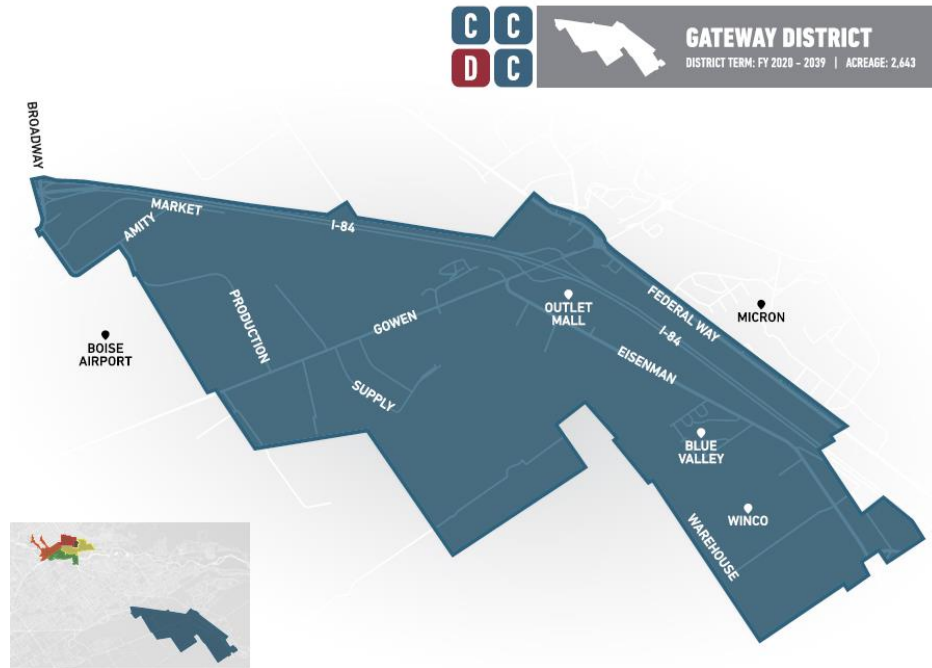 C C
D C
GATEWAY DISTRICT
DISTRICT TERM: FY 2020 – 2039 | ACREAGE: 2,643
BROADWAY
MARKET
AMITY
I-84
PRODUCTION
GOWEN
SUPPLY
BOISE
AIRPORT
OUTLET
MALL
FEDERAL WAY
I-84
MICRON
EISENMAN
BLUE
VALLEY
WINCO
WAREHOUSE